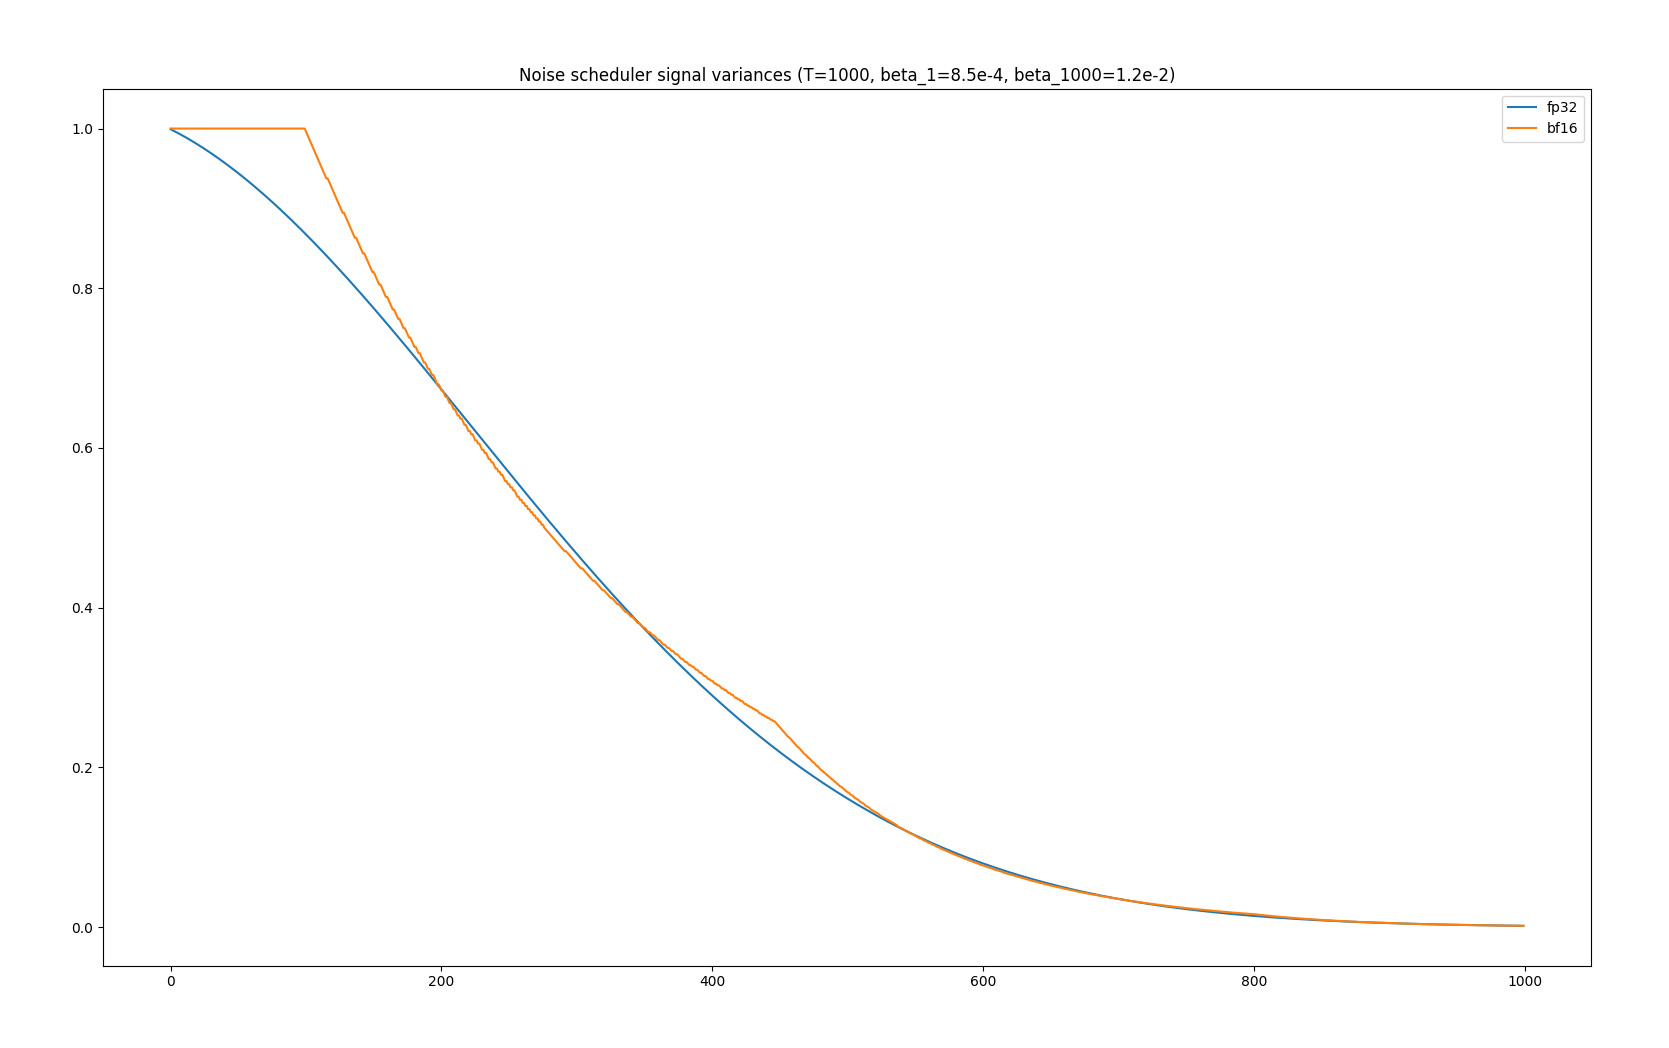 Noise scheduler signal variances (T=1000, beta_1=8.5e-4, beta_1000=1.2e-2)
fp32
bf16
1.0
0.8
0.6
0.4
0.2
0.0
0 200 400 600 800 1000